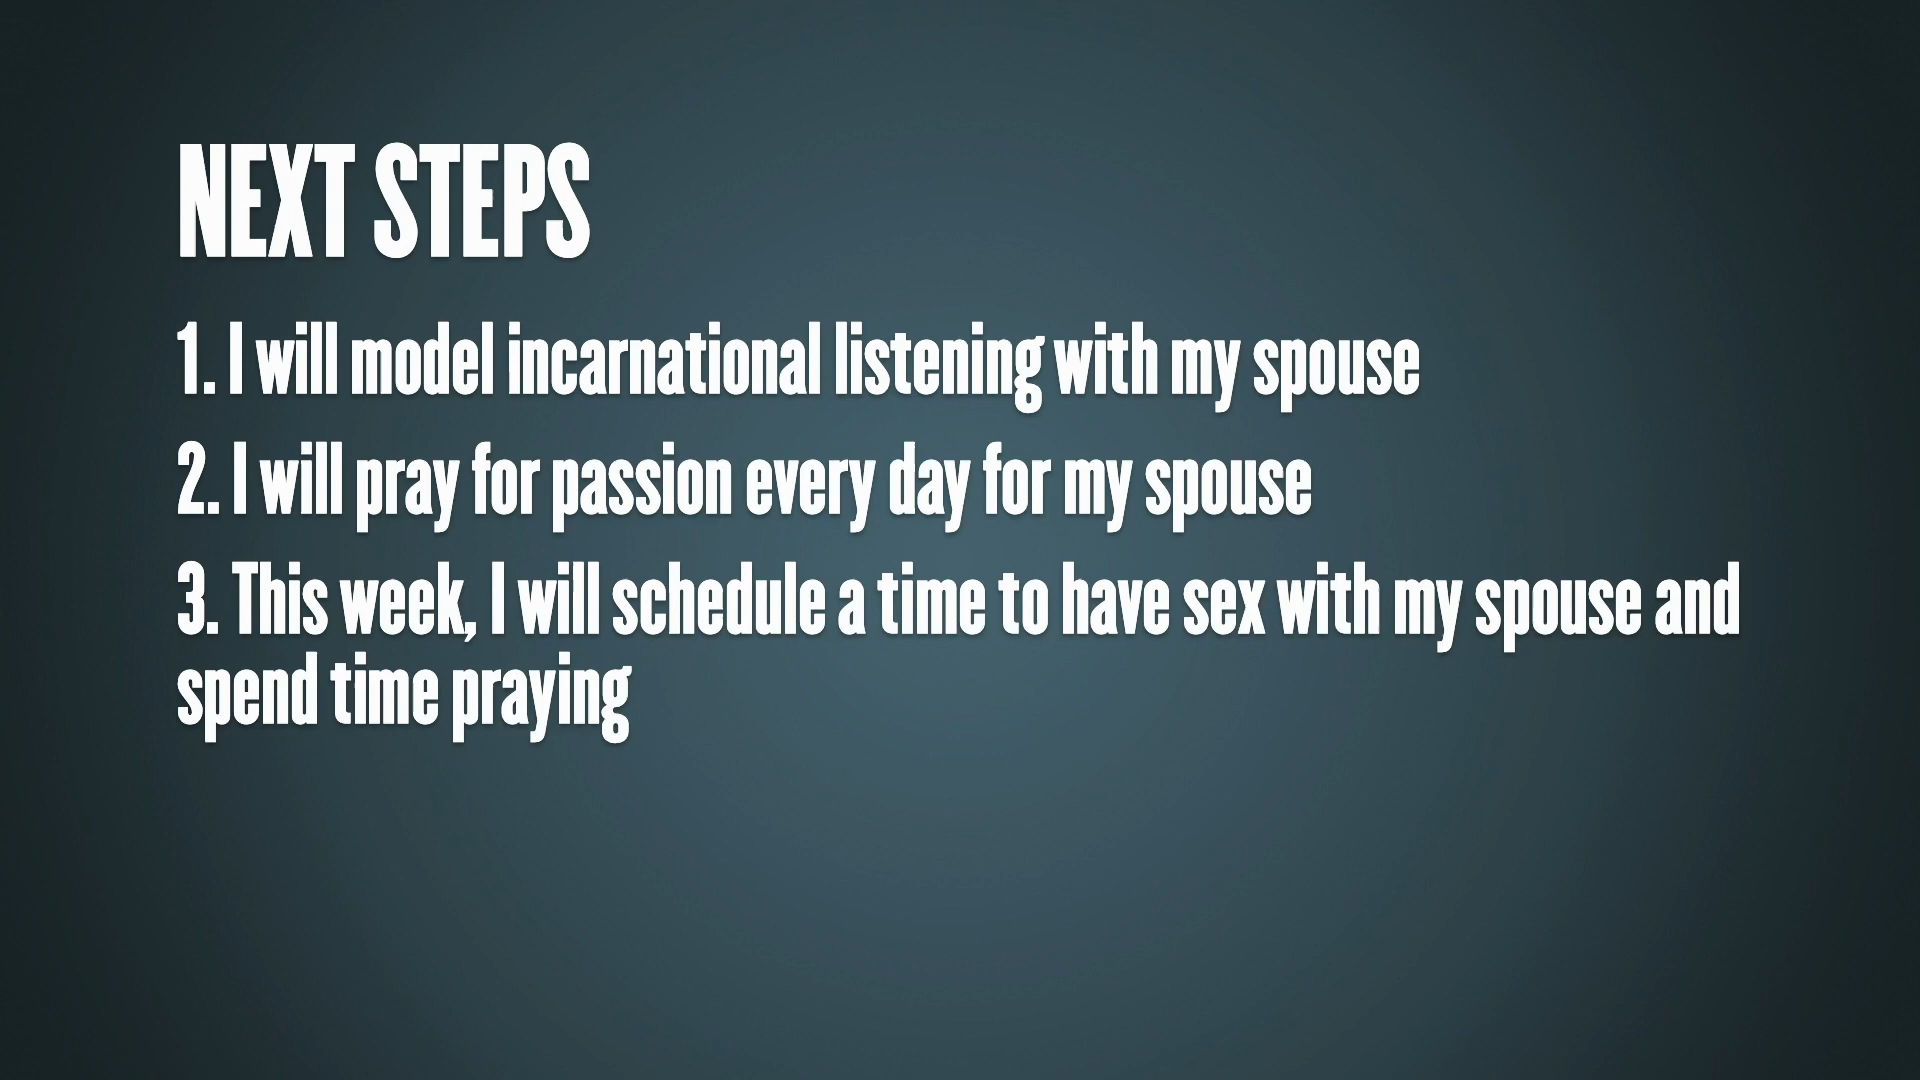 NEXT STEPS
1. I will model incarnational listening with my spouse
2. I will pray for passion every day for my spouse
3. This week, I will schedule a time to have sex with my spouse and
spend time praying